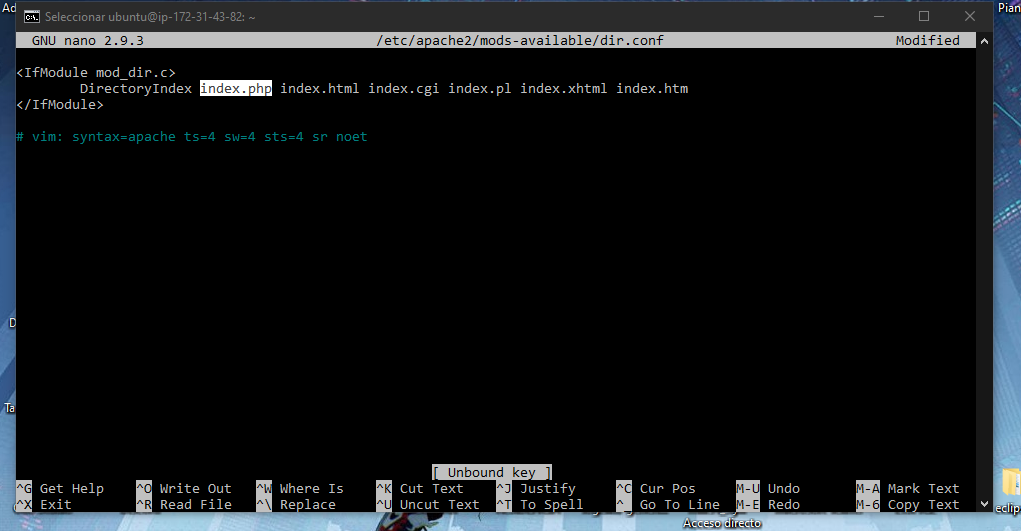 Ad
Seleccionar ubuntu@ip-172-31-43-82: ~
Pian
GNU nano 2.9.3 /etc/apache2/mods-available/dir.conf Modified
<IfModule mod_dir.c>
DirectoryIndex index.php index.html index.cgi index.pl index.xhtml index.htm
</IfModule>
# vim: syntax=apache ts=4 sw=4 sts=4 sr noet
D
Ta
[ Unbound key ]
^G Get Help ^O Write Out ^W Where Is ^K Cut Text ^J Justify ^C Cur Pos M-U Undo M-A Mark Text
^X Exit ^R Read File ^\ Replace ^U Uncut Text ^T To Spell ^_ Go To Line M-E Redo M-6 Copy Text
eclip
Acceso directo